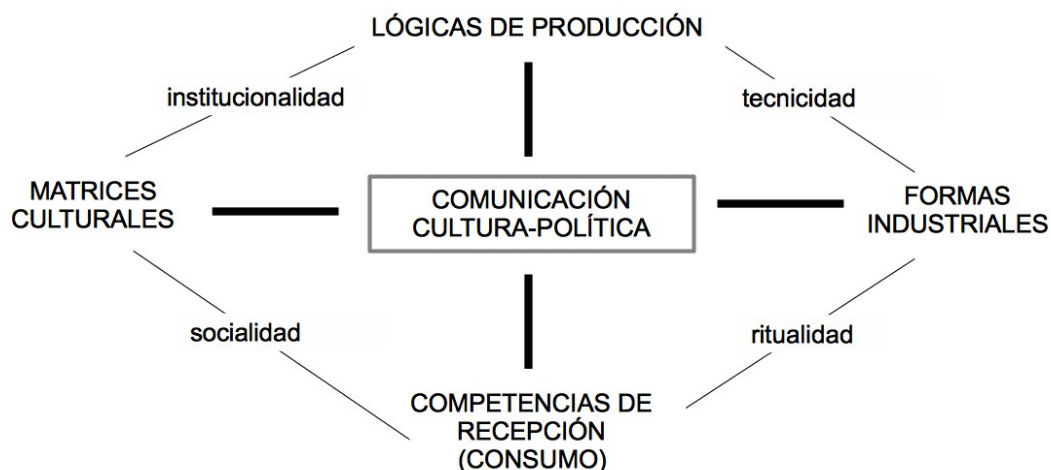 LÓGICAS DE PRODUCCIÓN
institucionalidad
tecnicidad
MATRICES
CULTURALES
COMUNICACIÓN
CULTURA-POLÍTICA
FORMAS
INDUSTRIALES
socialidad
ritualidad
COMPETENCIAS DE
RECEPCIÓN
(CONSUMO)